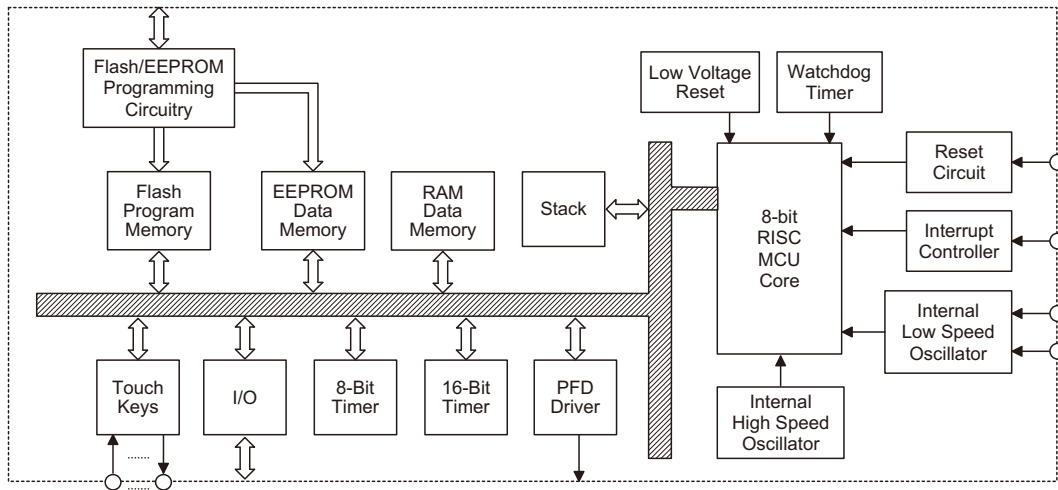 Flash/EEPROM
Programming
Circuitry
Low Voltage
Reset
Watchdog
Timer
Flash
Program
Memory
EEPROM
Data
Memory
RAM
Data
Memory
Stack
8-bit
RISC
MCU
Core
Reset
Circuit
Interrupt
Controller
Internal
Low Speed
Oscillator
Touch
Keys
I/O
8-Bit
Timer
16-Bit
Timer
PFD
Driver
Internal
High Speed
Oscillator